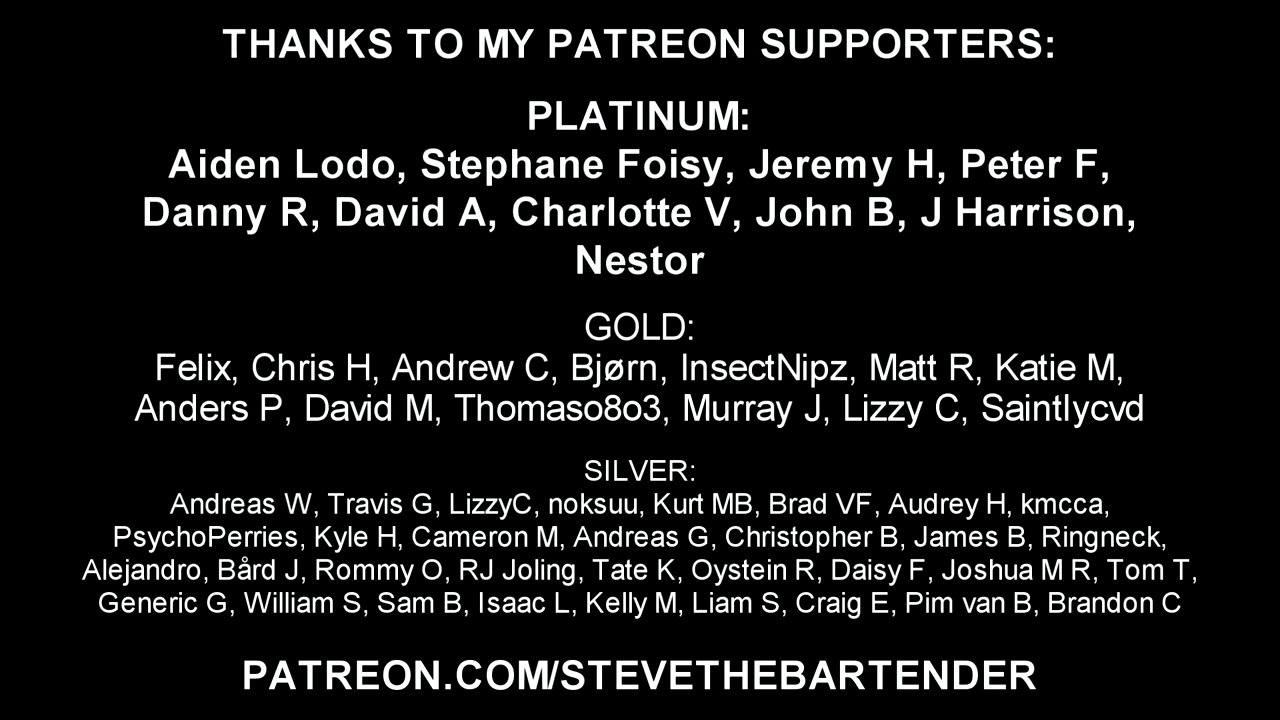 THANKS TO MY PATREON SUPPORTERS:
PLATINUM:
Aiden Lodo, Stephane Foisy, Jeremy H, Peter F,
Danny R, David A, Charlotte V, John B, J Harrison,
Nestor
GOLD:
Felix, Chris H, Andrew C, Bjørn, InsectNipz, Matt R, Katie M,
Anders P, David M, Thomaso8o3, Murray J, Lizzy C, Saintlycvd
SILVER:
Andreas W, Travis G, LizzyC, noksuu, Kurt MB, Brad VF, Audrey H, kmcca,
PsychoPerries, Kyle H, Cameron M, Andreas G, Christopher B, James B, Ringneck,
Alejandro, Bård J, Rommy O, RJ Joling, Tate K, Oystein R, Daisy F, Joshua M R, Tom T,
Generic G, William S, Sam B, Isaac L, Kelly M, Liam S, Craig E, Pim van B, Brandon C
PATREON.COM/STEVETHEBARTENDER